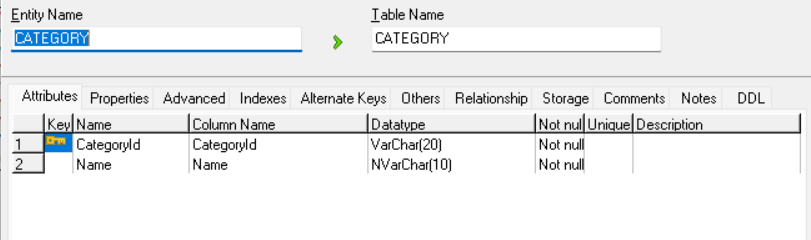 Entity Name Table Name
CATEGORY CATEGORY
Attributes Properties Advanced Indexes Alternate Keys Others Relationship Storage Comments Notes DDL
Key Name Column Name Datatype Not nul Unique Description
1 CategoryId CategoryId VarChar(20) Not null
2 Name Name NVarChar(10) Not null